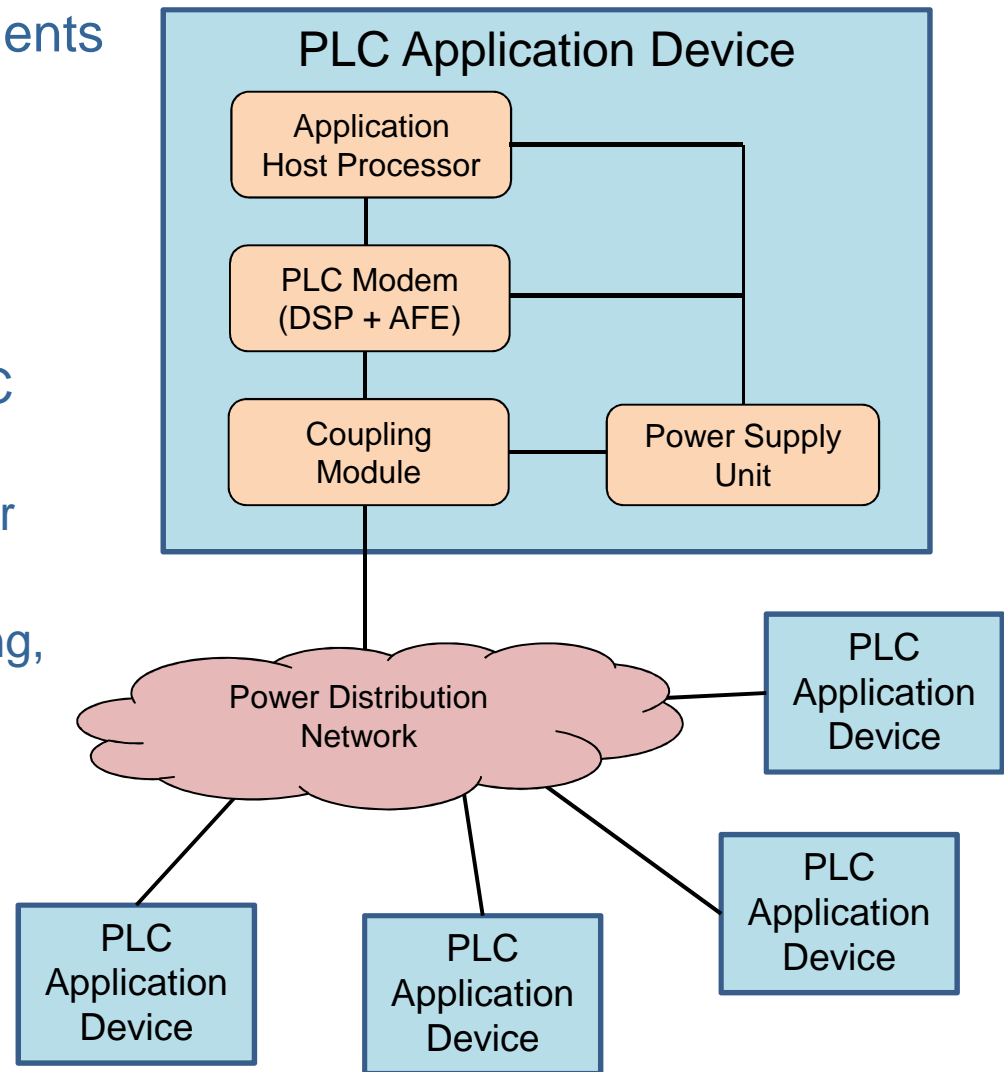 ents
C
r
ng,
PLC Application Device
Application
Host Processor
PLC Modem
(DSP + AFE)
Coupling
Module
Power Supply
Unit
Power Distribution
Network
PLC
Application
Device
PLC
Application
Device
PLC
Application
Device
PLC
Application
Device